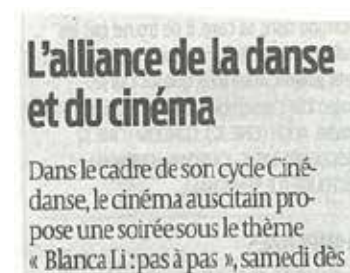 L'alliance de la danse
et du cinéma
Dans le cadre de son cycle Ciné-
danse, le cinéma auscitain pro-
pose une soirée sous le thème
« Blanca Li : pas à pas », samedi dès